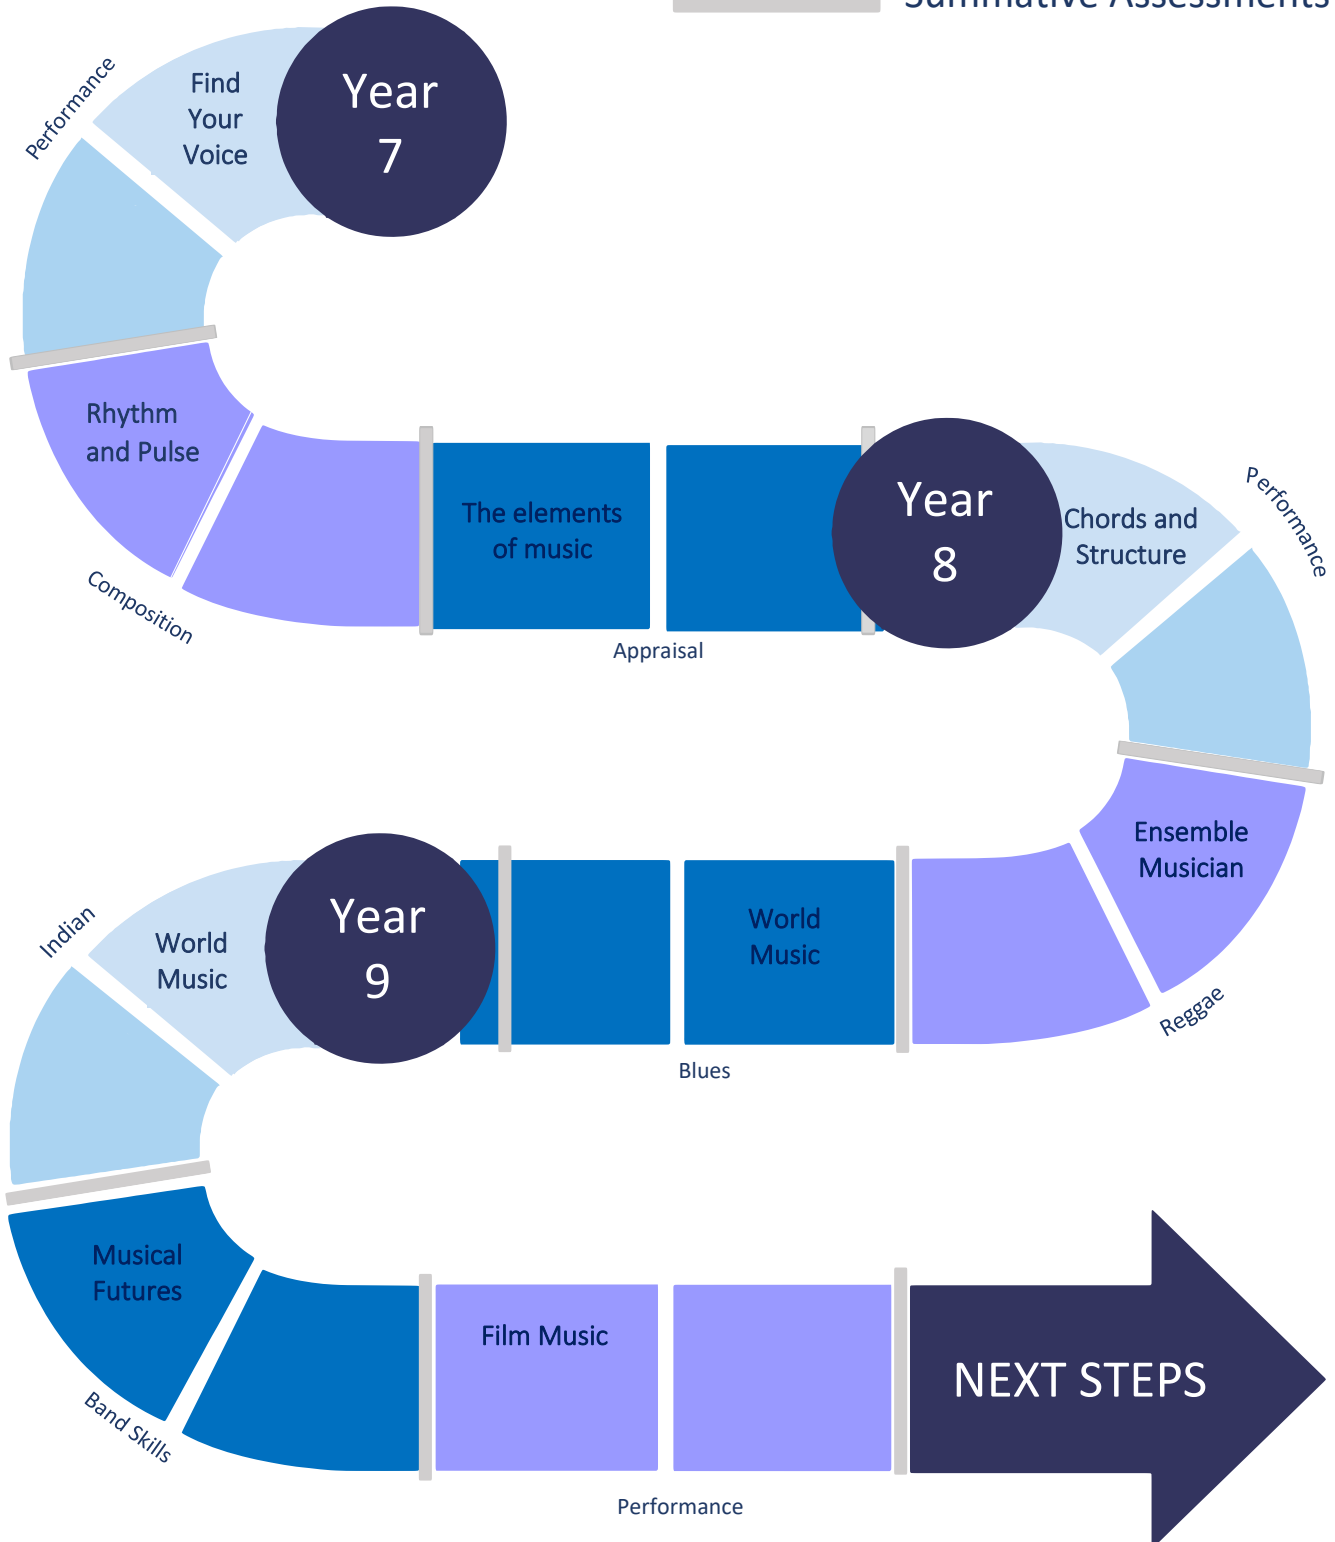 Summative Assessments
Year
7
Find
Your
Voice
Performance
Rhythm
and Pulse
Composition
The elements
of music
Appraisal
Year
8
Chords and
Structure
Performance
Ensemble
Musician
Reggae
World
Music
Blues
Year
9
World
Music
Indian
Musical
Futures
Band Skills
Film Music
Performance
NEXT STEPS